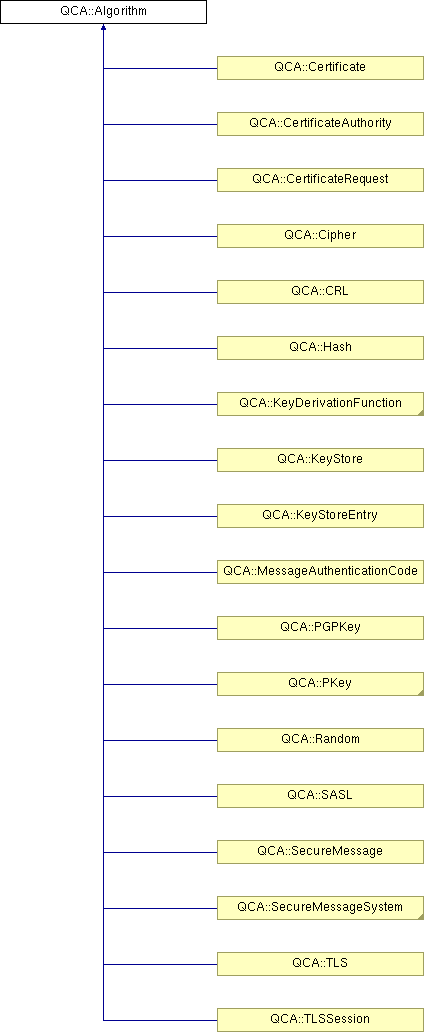 QCA::Algorithm
QCA::Certificate
QCA::CertificateAuthority
QCA::CertificateRequest
QCA::Cipher
QCA::CRL
QCA::Hash
QCA::KeyDerivationFunction
QCA::KeyStore
QCA::KeyStoreEntry
QCA::MessageAuthenticationCode
QCA::PGPKey
QCA::PKey
QCA::Random
QCA::SASL
QCA::SecureMessage
QCA::SecureMessageSystem
QCA::TLS
QCA::TLSSession